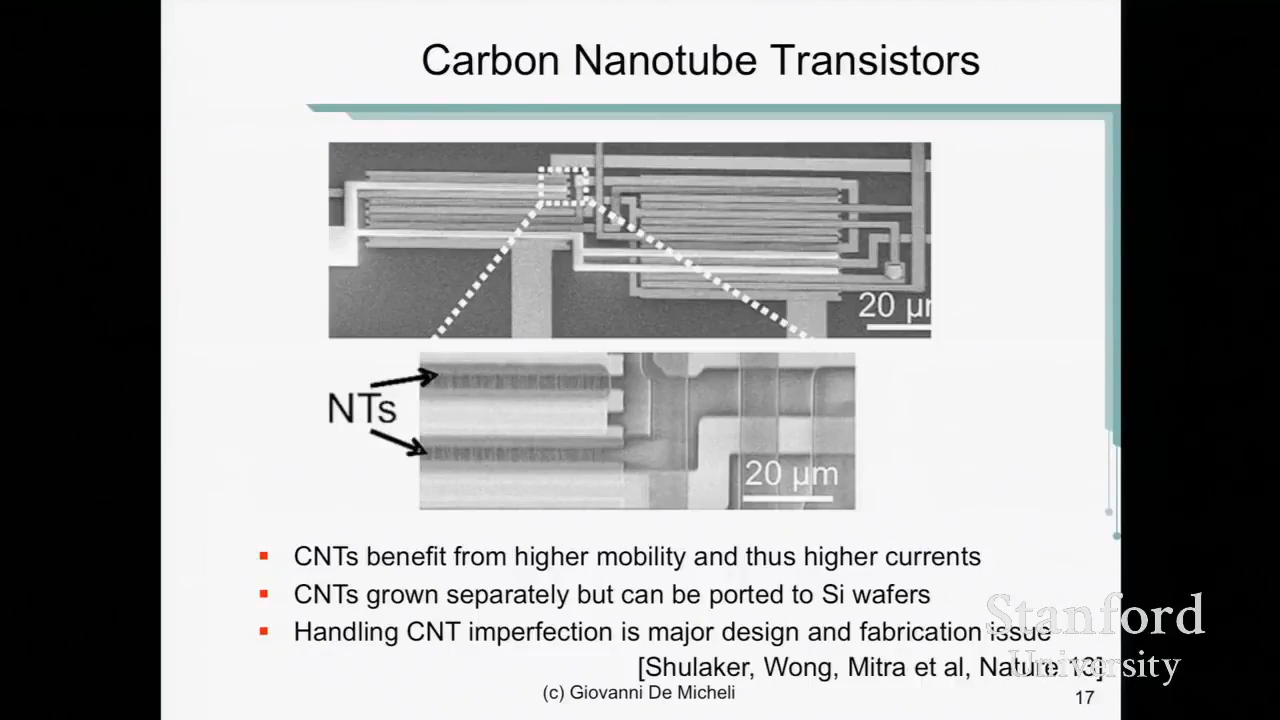 Carbon Nanotube Transistors
20 μ
NTs
20 μm
CNTs benefit from higher mobility and thus higher currents
CNTs grown separately but can be ported to Si wafers
Handling CNT imperfection is major design and fabrication issue
[Shulaker, Wong, Mitra et al, Nature 13]
(c) Giovanni De Micheli
17
Stanford
University